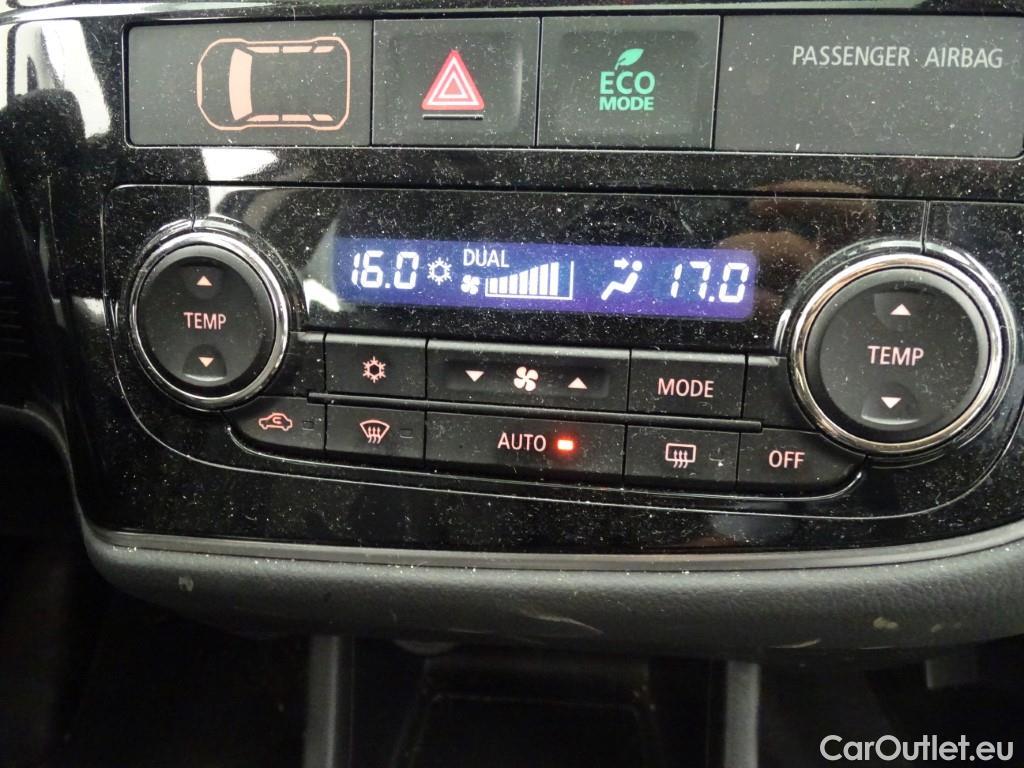 ECO
MODE
PASSENGER AIRBAG
16.0 DUAL 17.0
TEMP
TEMP
MODE
AUTO
OFF
CarOutlet.eu